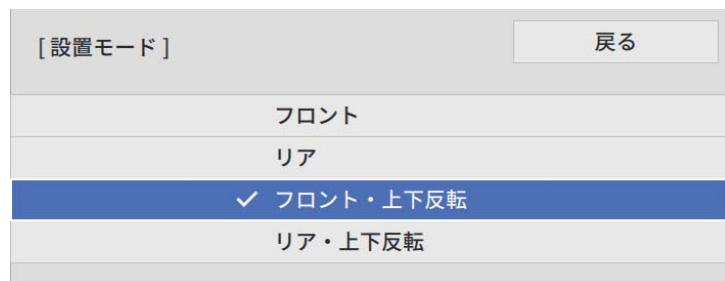 [設置モード]
戻る
フロント
リア
✓ フロント・上下反転
リア・上下反転